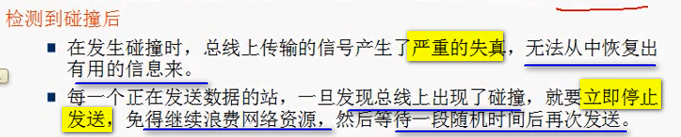 检测到碰撞后
在发生碰撞时，总线上传输的信号产生了严重的失真，无法从中恢复出
有用的信息来。
每一个正在发送数据的站，一旦发现总线上出现了碰撞，就要立即停止
发送，免得继续浪费网络资源，然后等待一段随机时间后再次发送。